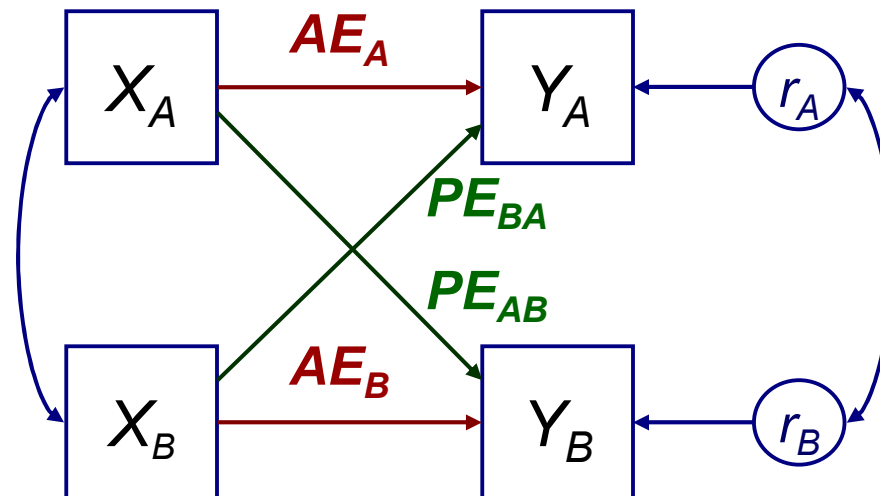 AE_A
X_A Y_A r_A
PE_BA
PE_AB
AE_B
X_B Y_B r_B